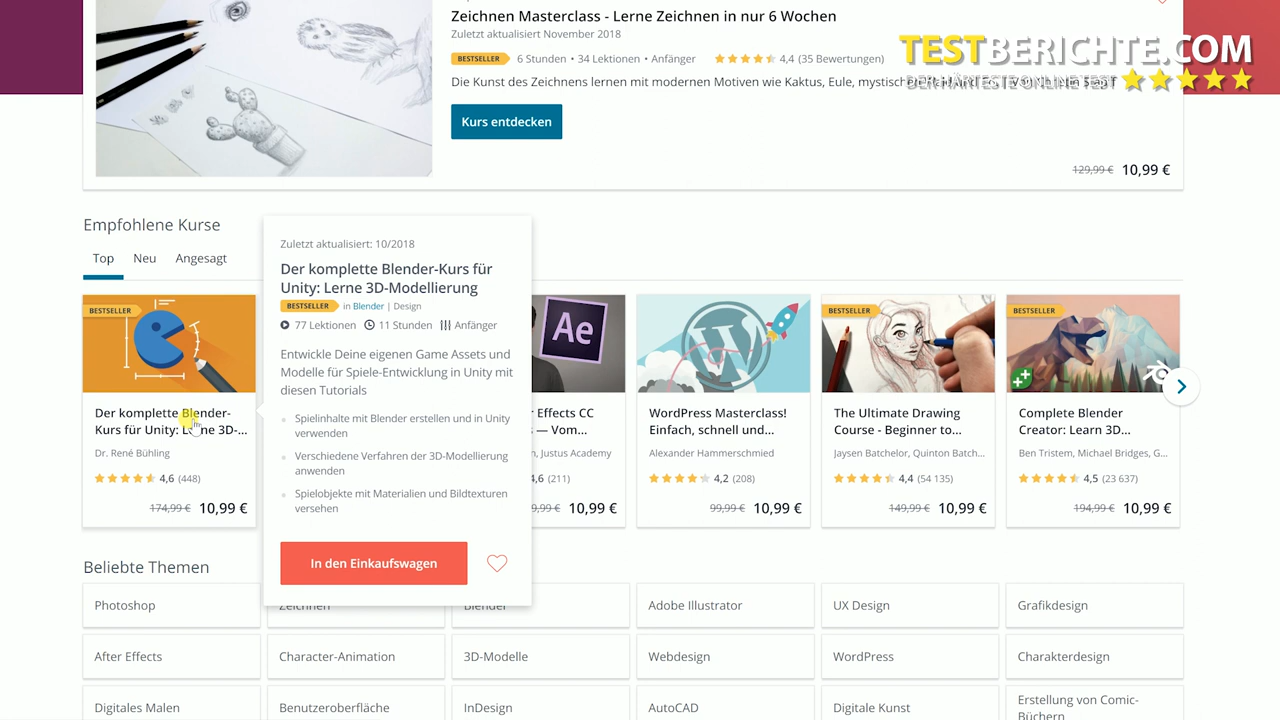 Zeichnen Masterclass - Lerne Zeichnen in nur 6 Wochen
Zuletzt aktualisiert November 2018
BESTSELLER 6 Stunden • 34 Lektionen • Anfänger 4,4 (35 Bewertungen)
Die Kunst des Zeichnens lernen mit modernen Motiven wie Kaktus, Eule,
TESTBERICHTE.COM
Kurs entdecken
129,99 € 10,99 €
Empfohlene Kurse
Top Neu Angesagt
BESTSELLER
Der komplette Blender-
Kurs für Unity: Lerne 3D-...
Dr. René Bühling
4,6 (448)
174,99 € 10,99 €
Zuletzt aktualisiert: 10/2018
Der komplette Blender-Kurs für
Unity: Lerne 3D-Modellierung
BESTSELLER in Blender | Design
77 Lektionen 11 Stunden Anfänger
Entwickle Deine eigenen Game Assets und
Modelle für Spiele-Entwicklung in Unity mit
diesen Tutorials
Spielinhalte mit Blender erstellen und in Unity
verwenden
Verschiedene Verfahren der 3D-Modellierung
anwenden
Spielobjekte mit Materialien und Bildtexturen
versehen
In den Einkaufswagen
Ae
Effects CC
— Vom...
Justus Academy
4,6 (211)
10,99 €
WordPress Masterclass!
Einfach, schnell und...
Alexander Hammerschmied
4,2 (208)
99,99 € 10,99 €
BESTSELLER
The Ultimate Drawing
Course - Beginner to...
Jaysen Batchelor, Quinton Batch...
4,4 (54 135)
149,99 € 10,99 €
BESTSELLER
Complete Blender
Creator: Learn 3D...
Ben Tristem, Michael Bridges, G...
4,5 (23 637)
194,99 € 10,99 €
Beliebte Themen
Photoshop
Zeichnen
Blender
Adobe Illustrator
UX Design
Grafikdesign
After Effects
Character-Animation
3D-Modelle
Webdesign
WordPress
Charakterdesign
Digitales Malen
Benutzeroberfläche
InDesign
AutoCAD
Digitale Kunst
Erstellung von Comic-
Büchern